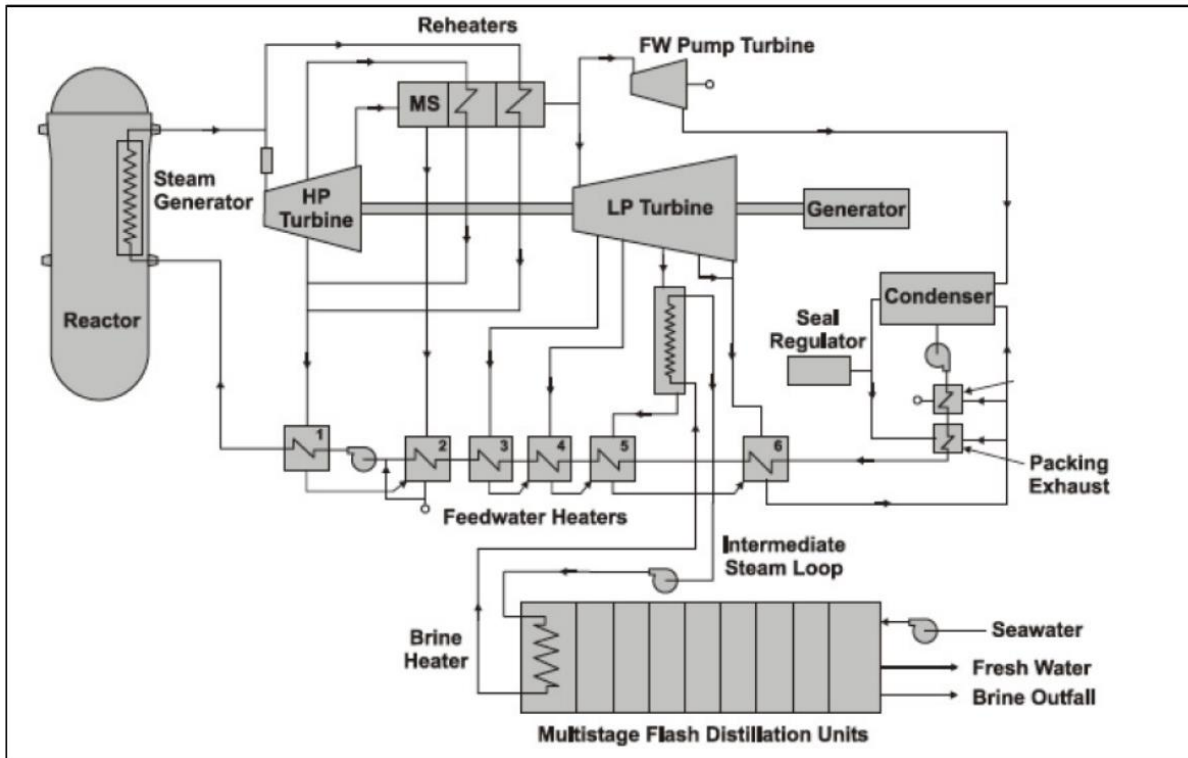 Reheaters
FW Pump Turbine
MS
Steam
Generator
HP
Turbine
LP Turbine
Generator
Reactor
Condenser
Seal
Regulator
1
2
3
4
5
6
Packing
Exhaust
Feedwater Heaters
Intermediate
Steam Loop
Brine
Heater
Seawater
Fresh Water
Brine Outfall
Multistage Flash Distillation Units